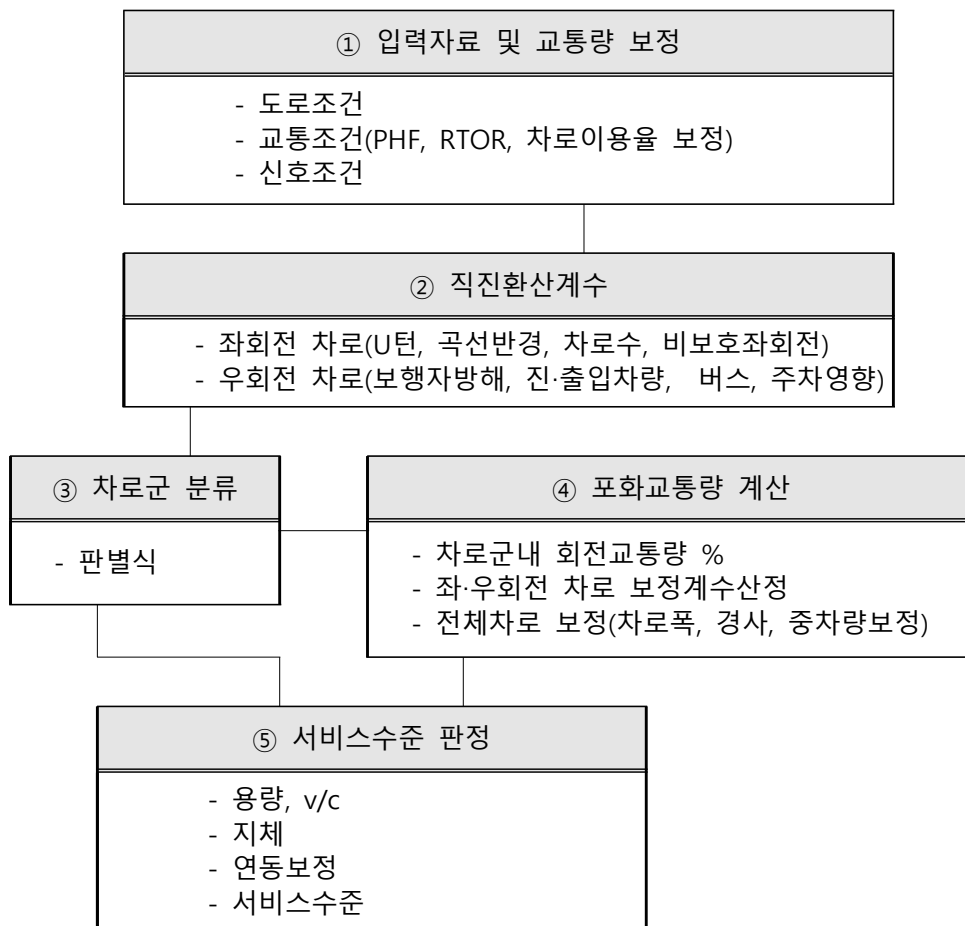 ① 입력자료 및 교통량 보정
- 도로조건
- 교통조건(PHF, RTOR, 차로이용율 보정)
- 신호조건
② 직진환산계수
- 좌회전 차로(U턴, 곡선반경, 차로수, 비보호좌회전)
- 우회전 차로(보행자방해, 진·출입차량, 버스, 주차영향)
③ 차로군 분류
- 판별식
④ 포화교통량 계산
- 차로군내 회전교통량 %
- 좌·우회전 차로 보정계수산정
- 전체차로 보정(차로폭, 경사, 중차량보정)
⑤ 서비스수준 판정
- 용량, v/c
- 지체
- 연동보정
- 서비스수준